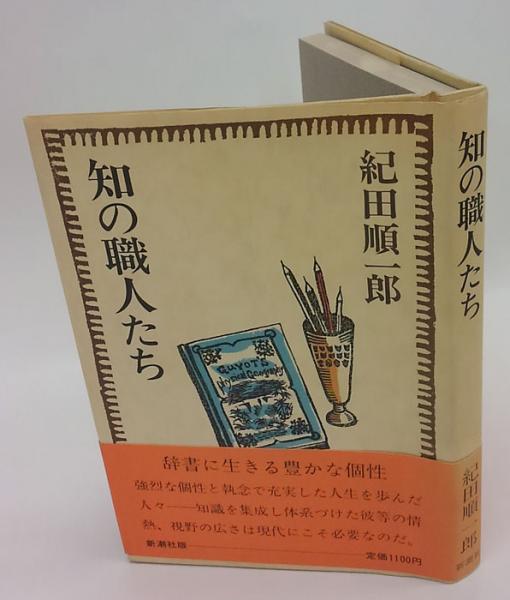 紀田順一郎
知の職人たち
GUYOT'S
Physical Geography
辞書に生きる豊かな個性
強烈な個性と執念で充実した人生を歩んだ
人々——知識を集成し体系づけた彼等の情
熱、視野の広さは現代にこそ必要なのだ。
新潮社版
定価1100円
知の職人たち
紀田順一郎